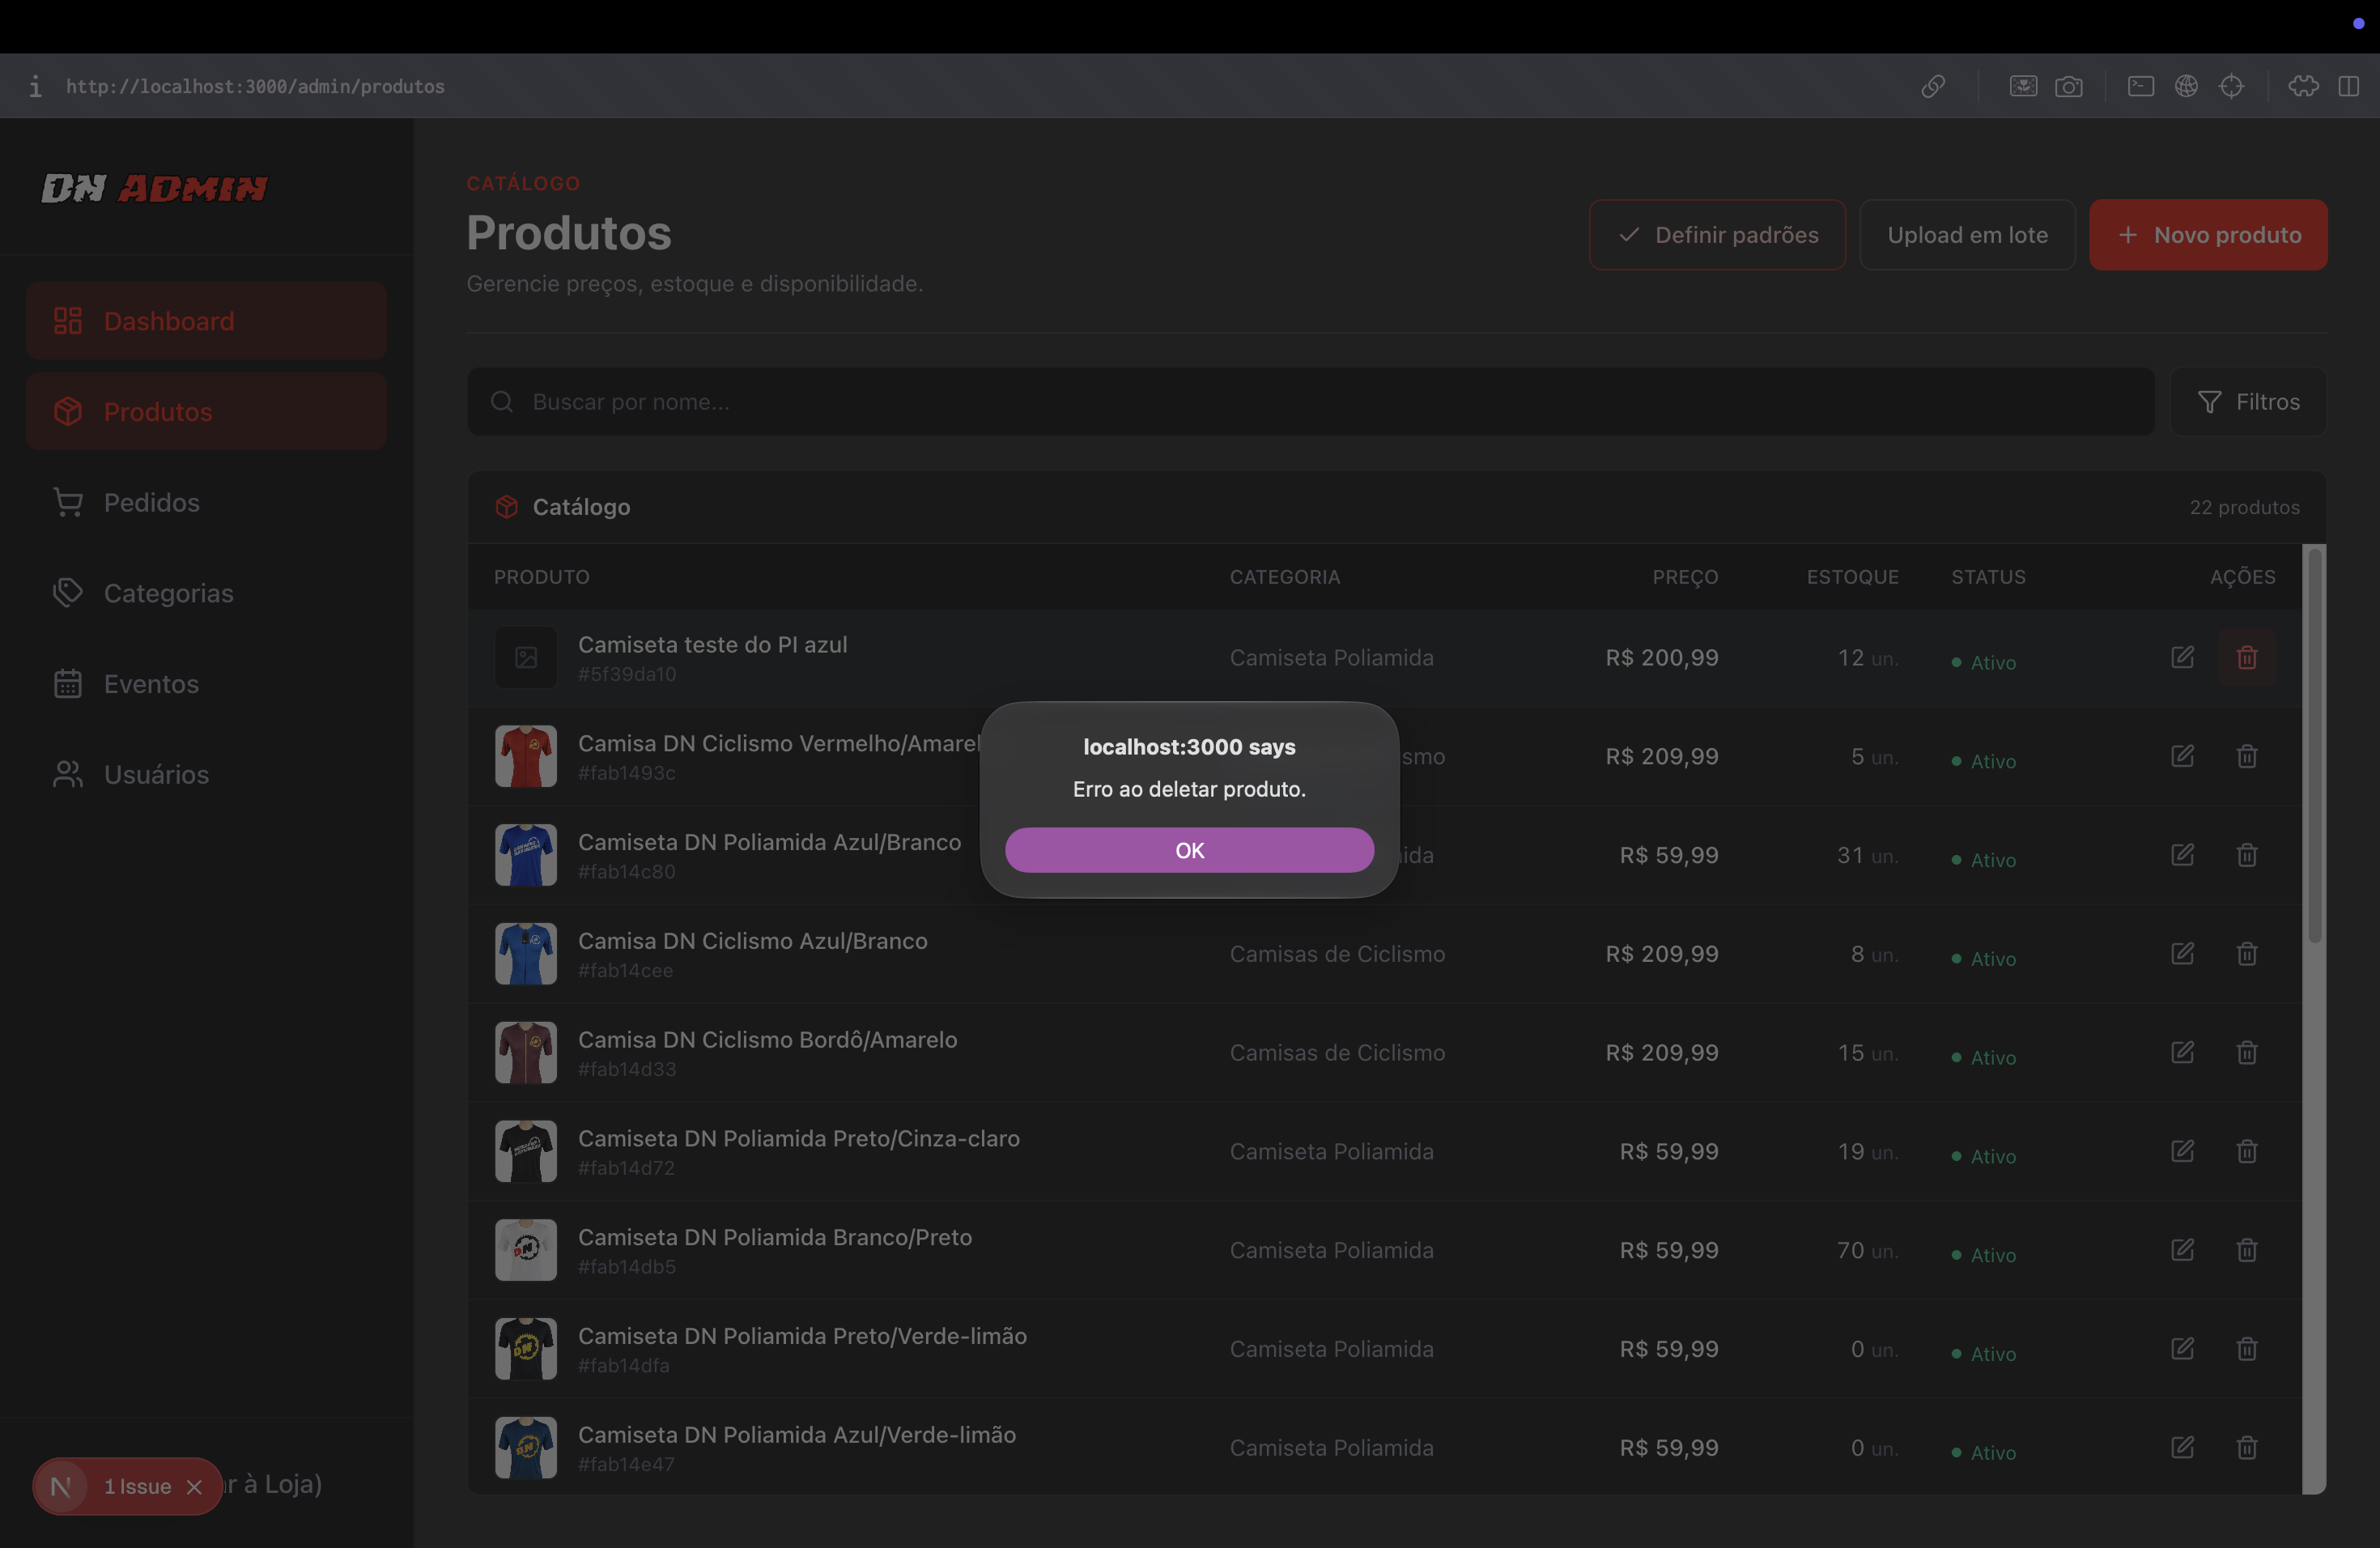 http://localhost:3000/admin/produtos
DN ADMIN
Dashboard
Produtos
Pedidos
Categorias
Eventos
Usuários
N 1 Issue
r à Loja)
CATÁLOGO
Produtos
Gerencie preços, estoque e disponibilidade.
Definir padrões
Upload em lote
+ Novo produto
Buscar por nome...
Filtros
Catálogo
22 produtos
PRODUTO CATEGORIA PREÇO ESTOQUE STATUS AÇÕES
Camiseta teste do PI azul
#5f39da10
Camiseta Poliamida R$ 200,99 12 un. Ativo
Camisa DN Ciclismo Vermelho/Amarel
#fab1493c
smo R$ 209,99 5 un. Ativo
Camiseta DN Poliamida Azul/Branco
#fab14c80
ida R$ 59,99 31 un. Ativo
Camisa DN Ciclismo Azul/Branco
#fab14cee
Camisas de Ciclismo R$ 209,99 8 un. Ativo
Camisa DN Ciclismo Bordô/Amarelo
#fab14d33
Camisas de Ciclismo R$ 209,99 15 un. Ativo
Camiseta DN Poliamida Preto/Cinza-claro
#fab14d72
Camiseta Poliamida R$ 59,99 19 un. Ativo
Camiseta DN Poliamida Branco/Preto
#fab14db5
Camiseta Poliamida R$ 59,99 70 un. Ativo
Camiseta DN Poliamida Preto/Verde-limão
#fab14dfa
Camiseta Poliamida R$ 59,99 0 un. Ativo
Camiseta DN Poliamida Azul/Verde-limão
#fab14e47
Camiseta Poliamida R$ 59,99 0 un. Ativo
localhost:3000 says
Erro ao deletar produto.
OK